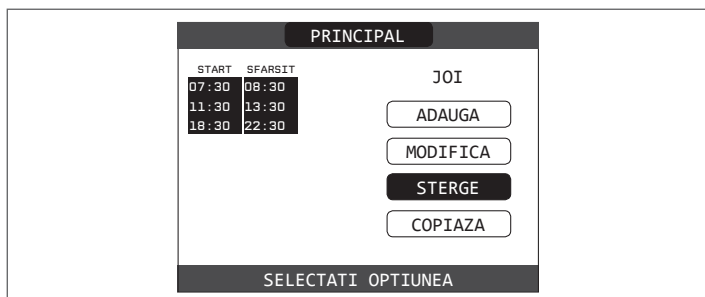 PRINCIPAL
START SFARSIT
07:30 08:30
11:30 13:30
18:30 22:30
JOI
ADAUGA
MODIFICA
STERGE
COPIAZA
SELECTATI OPTIUNEA